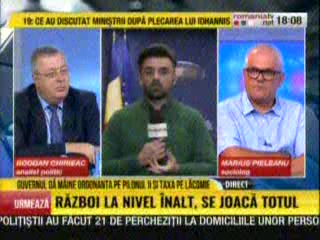 19: CE AU DISCUTAT MINIȘTRII DUPĂ PLECAREA LUI IOHANNIS
romaniatv.net
18:08
BOGDAN CHIRIEAC
analist politic
MARIUS PIELEANU
sociolog
GUVERNUL DĂ MÂINE ORDONANȚA PE PILONUL II ȘI TAXA PE LĂCOMIE
DIRECT
URMEAZĂ
RĂZBOI LA NIVEL ÎNALT, SE JOACĂ TOTUL
POLIȚIȘTII AU FĂCUT 21 DE PERCHEZIȚII LA DOMICILIILE UNOR PERS